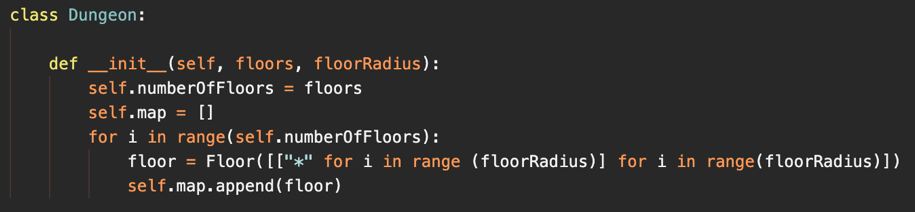 class Dungeon:
def __init__(self, floors, floorRadius):
self.numberOfFloors = floors
self.map = []
for i in range(self.numberOfFloors):
floor = Floor([["*" for i in range (floorRadius)] for i in range(floorRadius)])
self.map.append(floor)